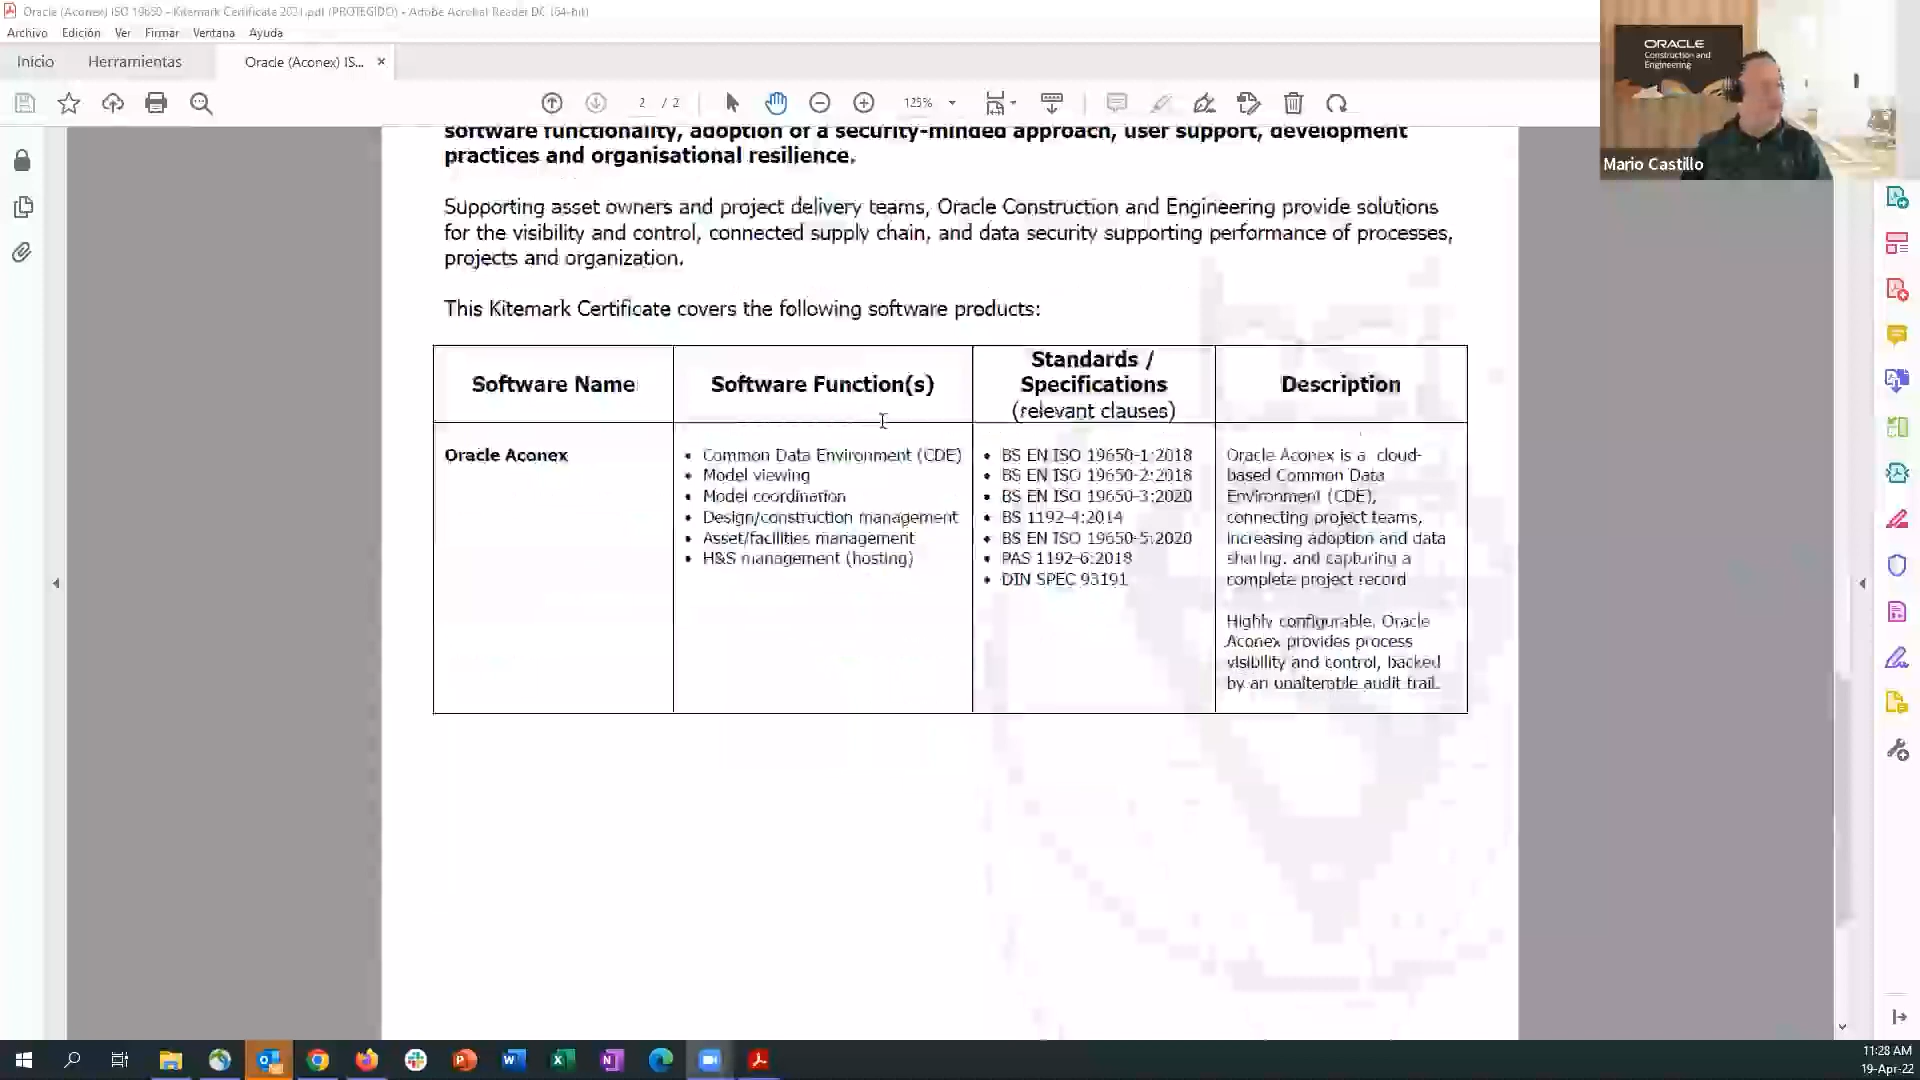 Oracle (Aconex) ISO 19650 - Kitemark Certificate 2021.pdf (PROTEGIDO) - Adobe Acrobat Reader DC (64-bit)
Archivo Edición Ver Firmar Ventana Ayuda
Inicio Herramientas Oracle (Aconex) IS... ×
2 / 2 125%
ORACLE
Construction and
Engineering
Mario Castillo
software functionality, adoption of a security-minded approach, user support, development
practices and organisational resilience.
Supporting asset owners and project delivery teams, Oracle Construction and Engineering provide solutions
for the visibility and control, connected supply chain, and data security supporting performance of processes,
projects and organization.
This Kitemark Certificate covers the following software products:
Software Name
Software Function(s)
Standards /
Specifications
(relevant clauses)
Description
Oracle Aconex
• Common Data Environment (CDE)
• Model viewing
• Model coordination
• Design/construction management
• Asset/facilities management
• H&S management (hosting)
• BS EN ISO 19650-1:2018
• BS EN ISO 19650-2:2018
• BS EN ISO 19650-3:2020
• BS 1192-4:2014
• BS EN ISO 19650-5:2020
• PAS 1192-6:2018
• DIN SPEC 93191
Oracle Aconex is a cloud-
based Common Data
Environment (CDE),
connecting project teams,
increasing adoption and data
sharing, and capturing a
complete project record
Highly configurable, Oracle
Aconex provides process
visibility and control, backed
by an unalterable audit trail.
bsi
11:28 AM
19-Apr-22